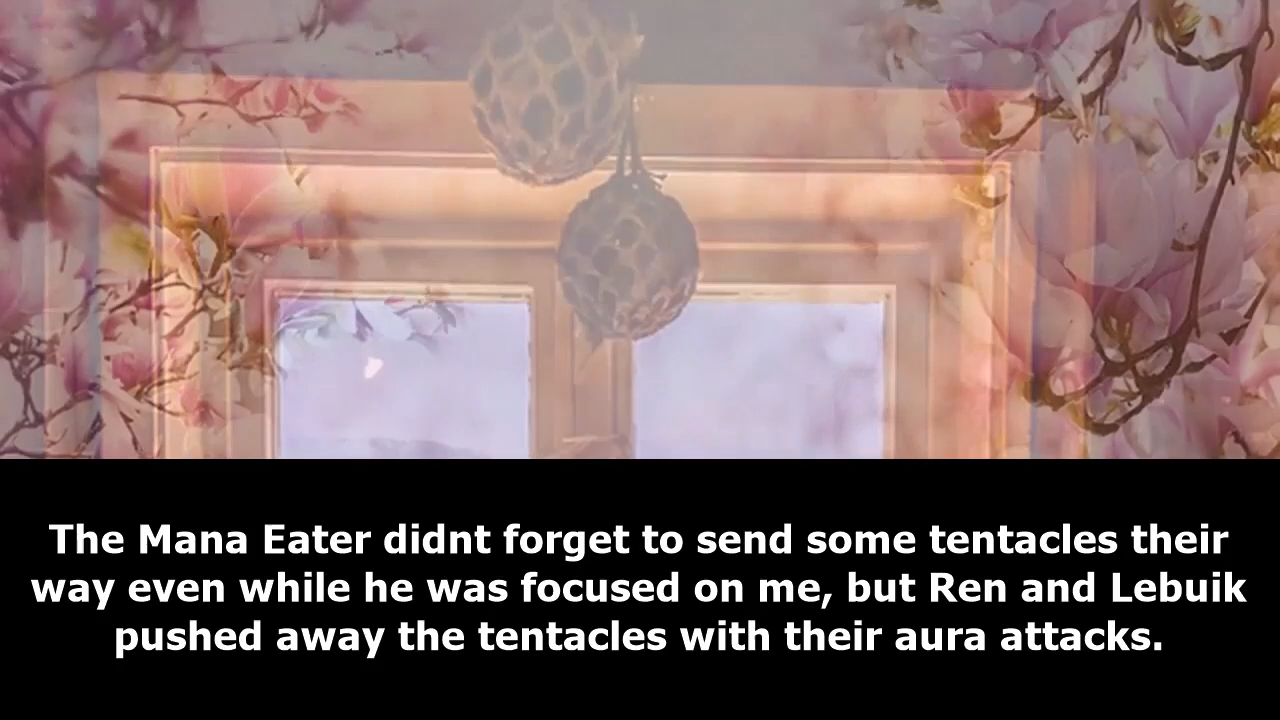 The Mana Eater didnt forget to send some tentacles their
way even while he was focused on me, but Ren and Lebuik
pushed away the tentacles with their aura attacks.